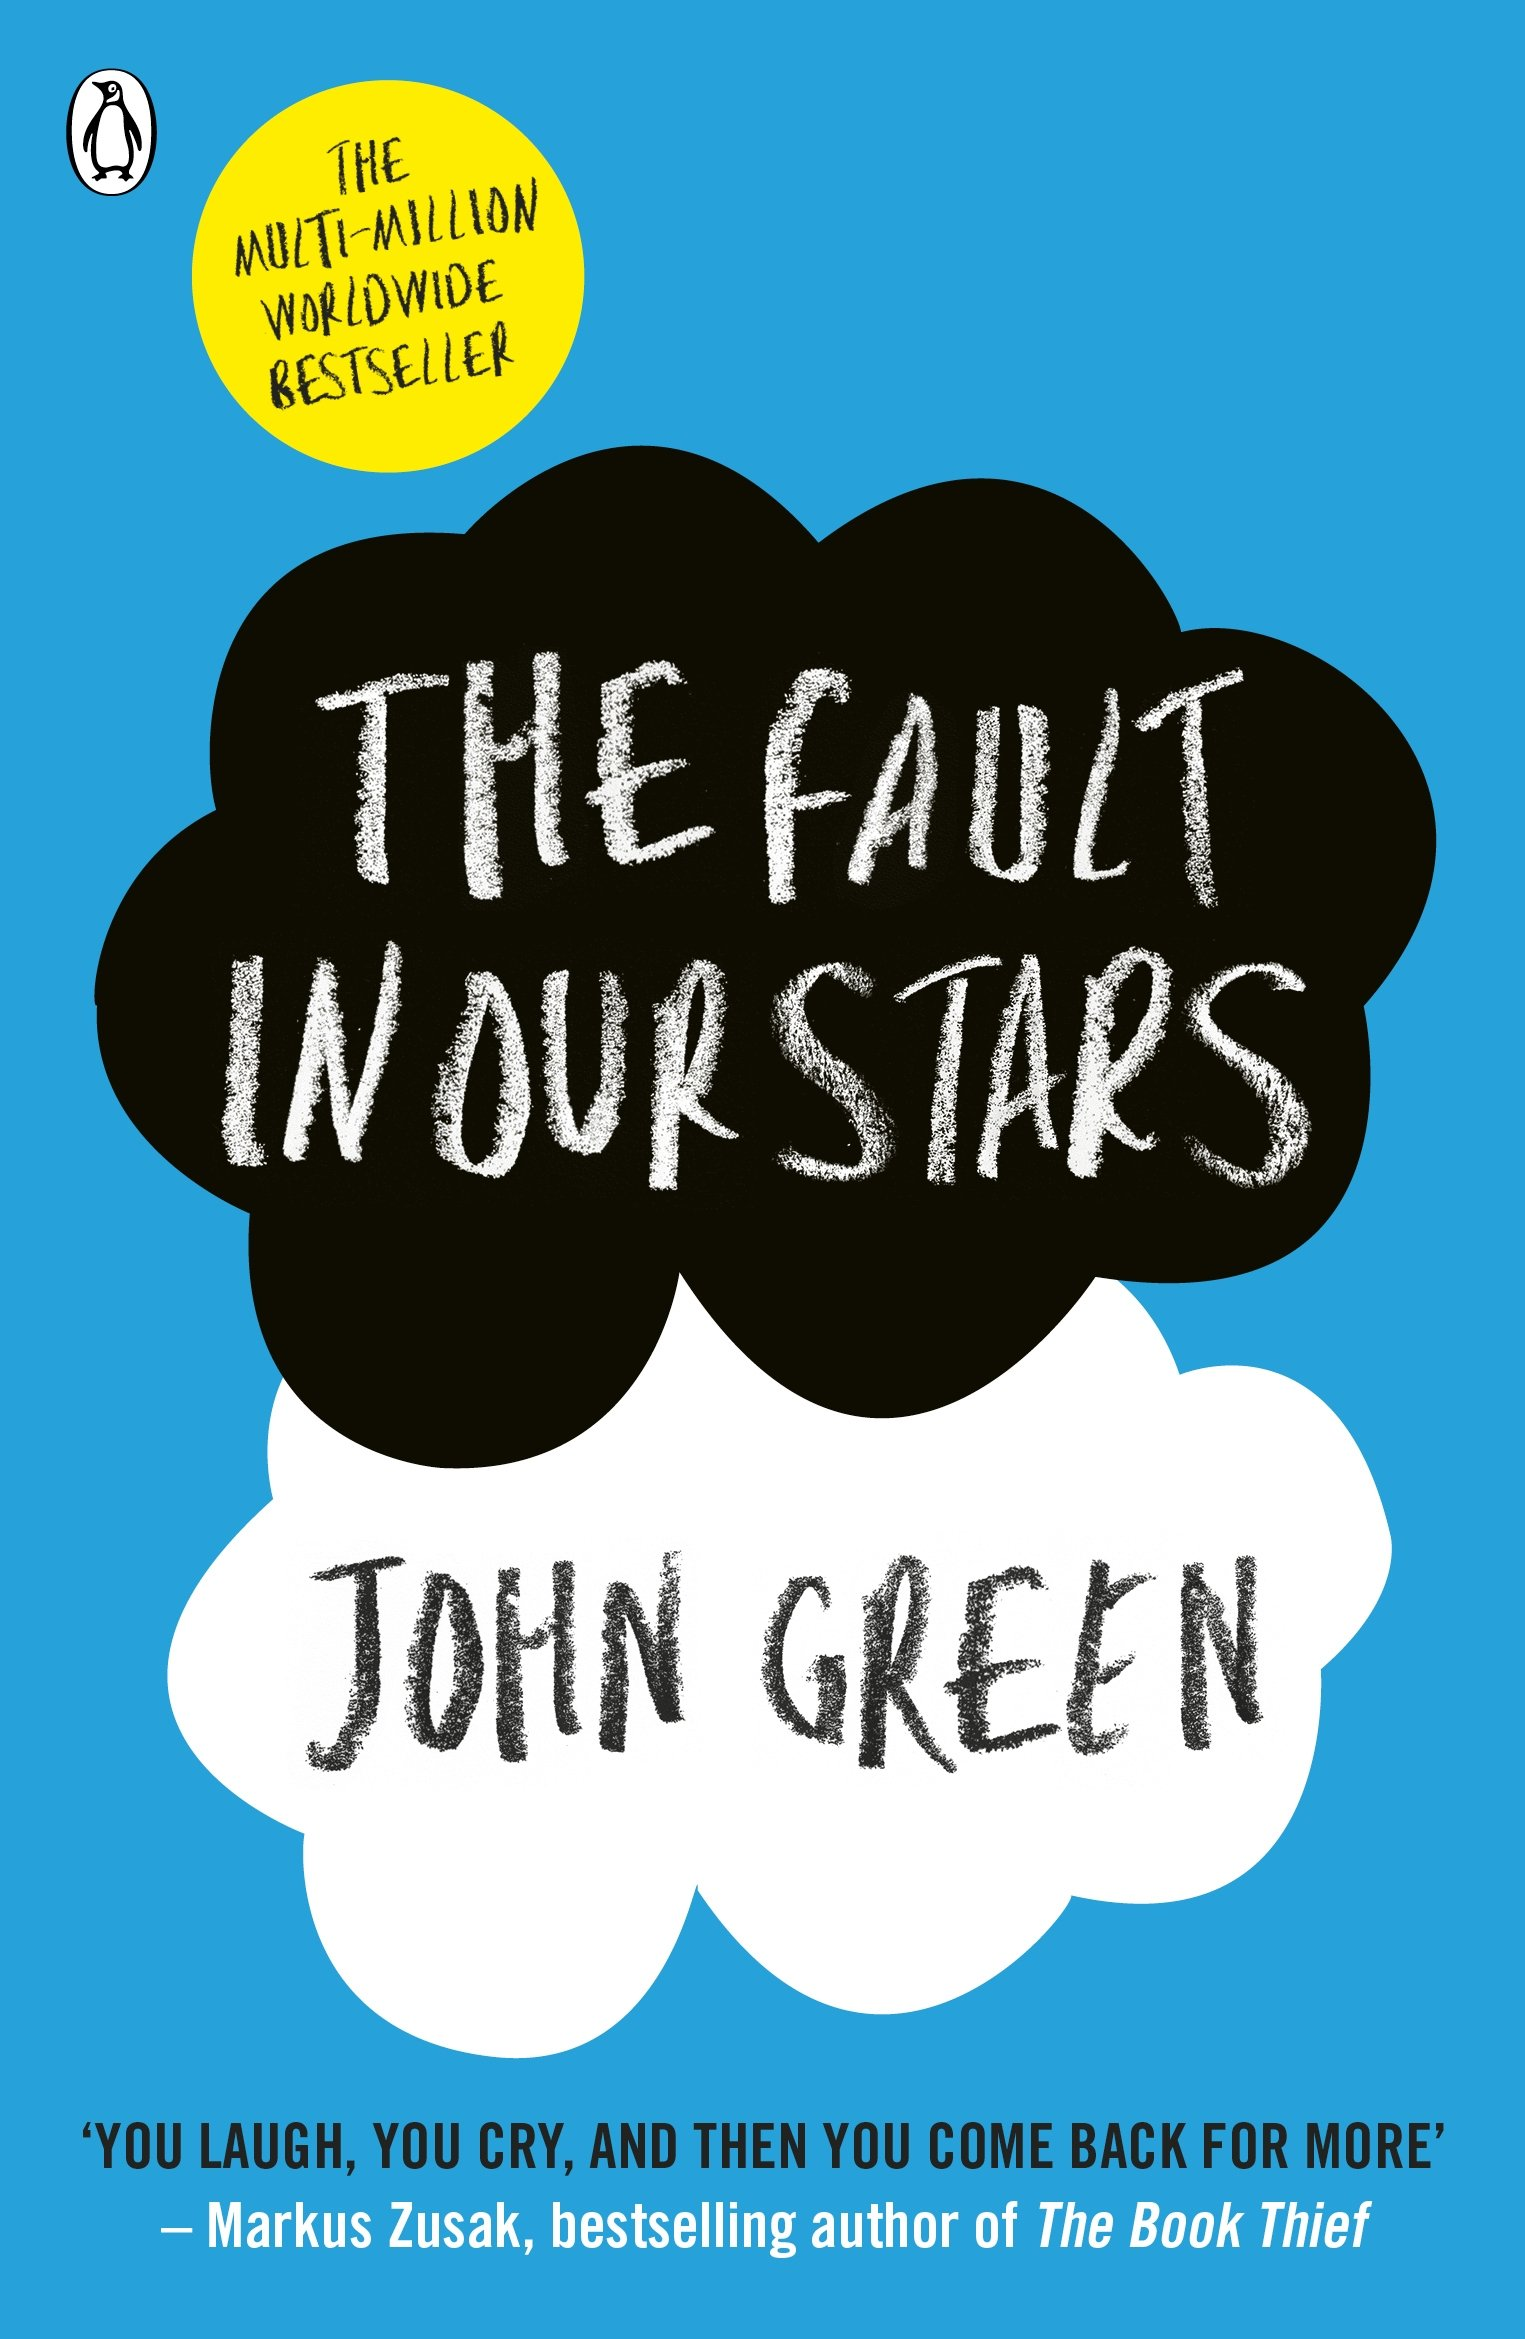 THE
MULTI-MILLION
WORLDWIDE
BESTSELLER
THE FAULT
IN OUR STARS
JOHN GREEN
‘YOU LAUGH, YOU CRY, AND THEN YOU COME BACK FOR MORE’
– Markus Zusak, bestselling author of The Book Thief